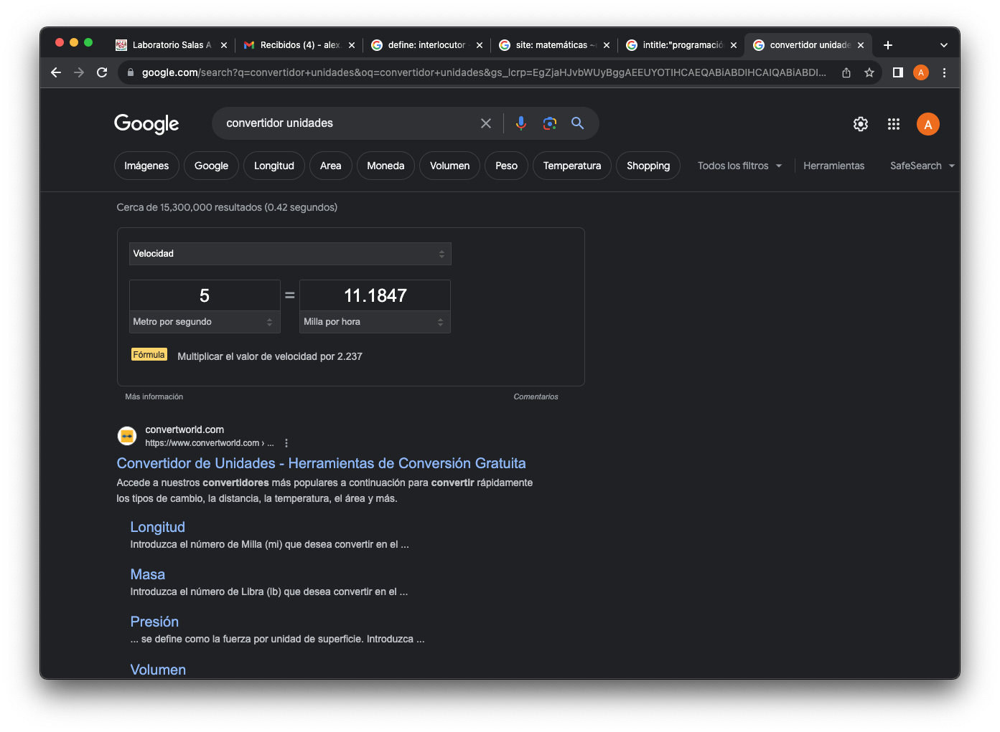 Laboratorio Salas A
Recibidos (4) - alex
define: interlocutor
site: matemáticas ~
intitle:"programació
convertidor unidade
google.com/search?q=convertidor+unidades&oq=convertidor+unidades&gs_lcrp=EgZjaHJvbWUyBggAEEUYOTIHCAEQABiABDIHCAIQABiABDI...
A
Google
convertidor unidades
A
Imágenes
Google
Longitud
Area
Moneda
Volumen
Peso
Temperatura
Shopping
Todos los filtros
Herramientas
SafeSearch
Cerca de 15,300,000 resultados (0.42 segundos)
Velocidad
5 = 11.1847
Metro por segundo
Milla por hora
Fórmula
Multiplicar el valor de velocidad por 2.237
Más información
Comentarios
convertworld.com
https://www.convertworld.com › ...
Convertidor de Unidades - Herramientas de Conversión Gratuita
Accede a nuestros convertidores más populares a continuación para convertir rápidamente
los tipos de cambio, la distancia, la temperatura, el área y más.
Longitud
Introduzca el número de Milla (mi) que desea convertir en el ...
Masa
Introduzca el número de Libra (lb) que desea convertir en el ...
Presión
... se define como la fuerza por unidad de superficie. Introduzca ...
Volumen